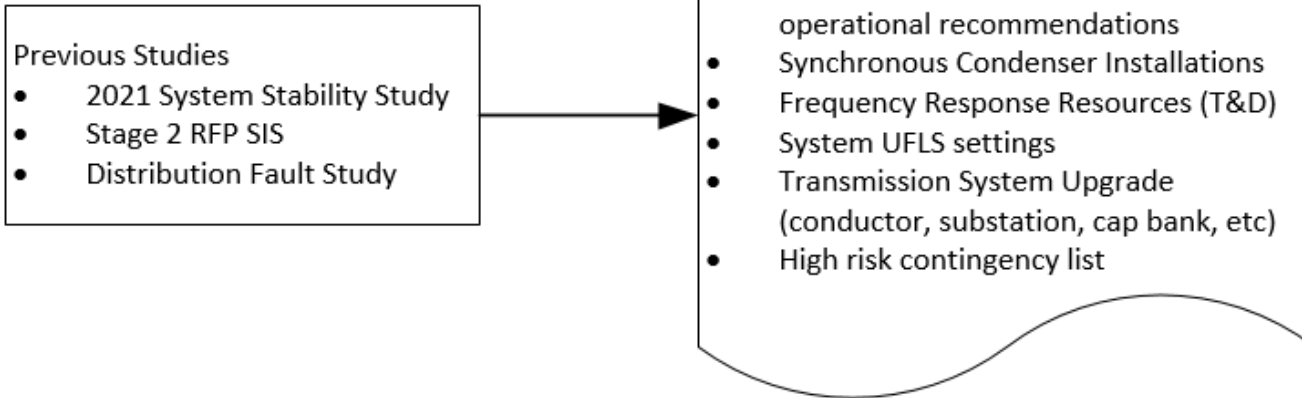 Previous Studies
• 2021 System Stability Study
• Stage 2 RFP SIS
• Distribution Fault Study
operational recommendations
• Synchronous Condenser Installations
• Frequency Response Resources (T&D)
• System UFLS settings
• Transmission System Upgrade
(conductor, substation, cap bank, etc)
• High risk contingency list